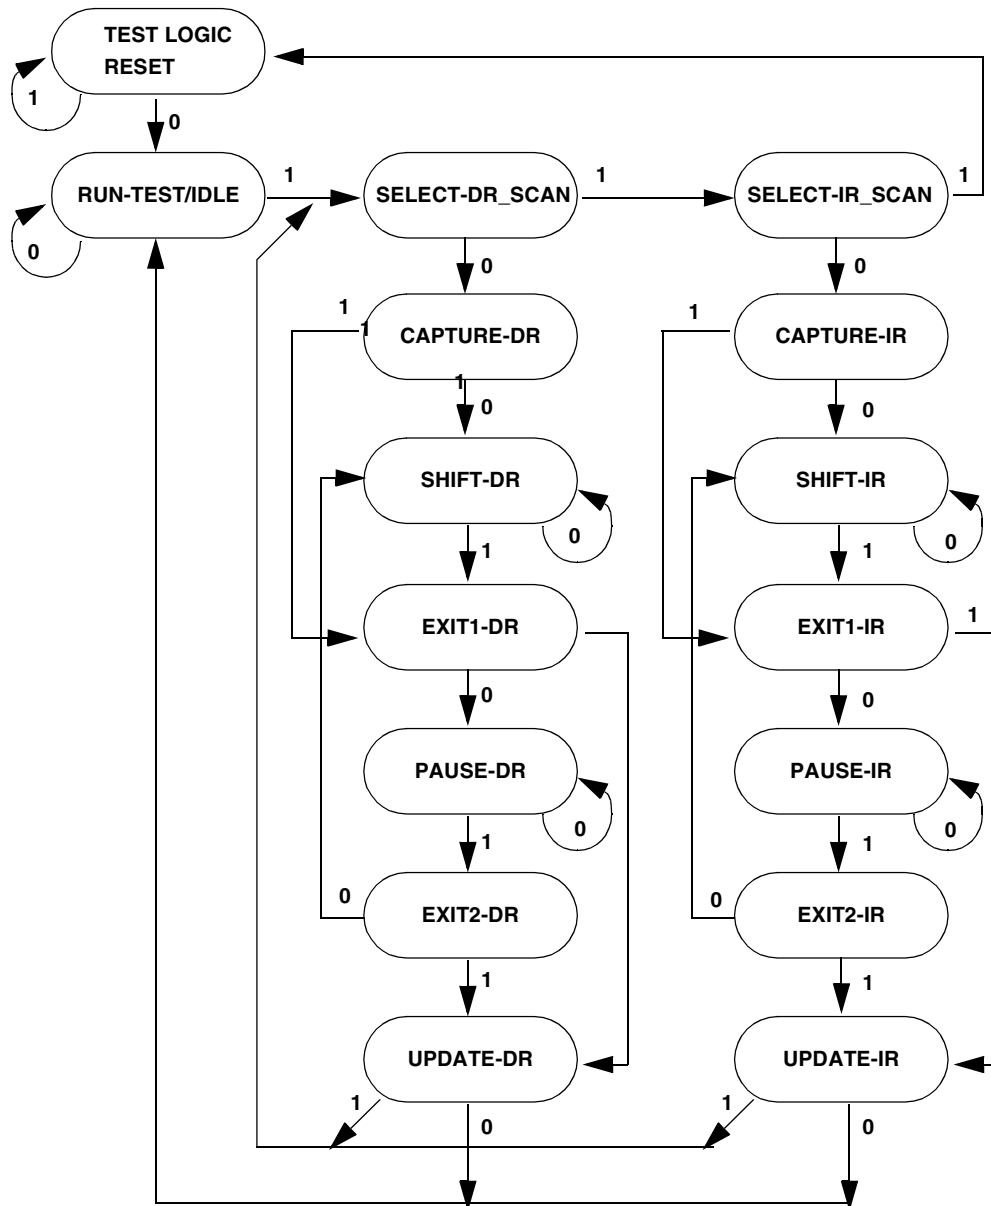 TEST LOGIC
RESET
1
0
RUN-TEST/IDLE
1
SELECT-DR_SCAN
1
SELECT-IR_SCAN
1
0
0
0
1
1
CAPTURE-DR
1
CAPTURE-IR
1
0
0
SHIFT-DR
0
SHIFT-IR
0
1
1
EXIT1-DR
EXIT1-IR
1
0
0
PAUSE-DR
0
PAUSE-IR
0
1
1
0
EXIT2-DR
0
EXIT2-IR
1
1
UPDATE-DR
UPDATE-IR
1
0
1
0